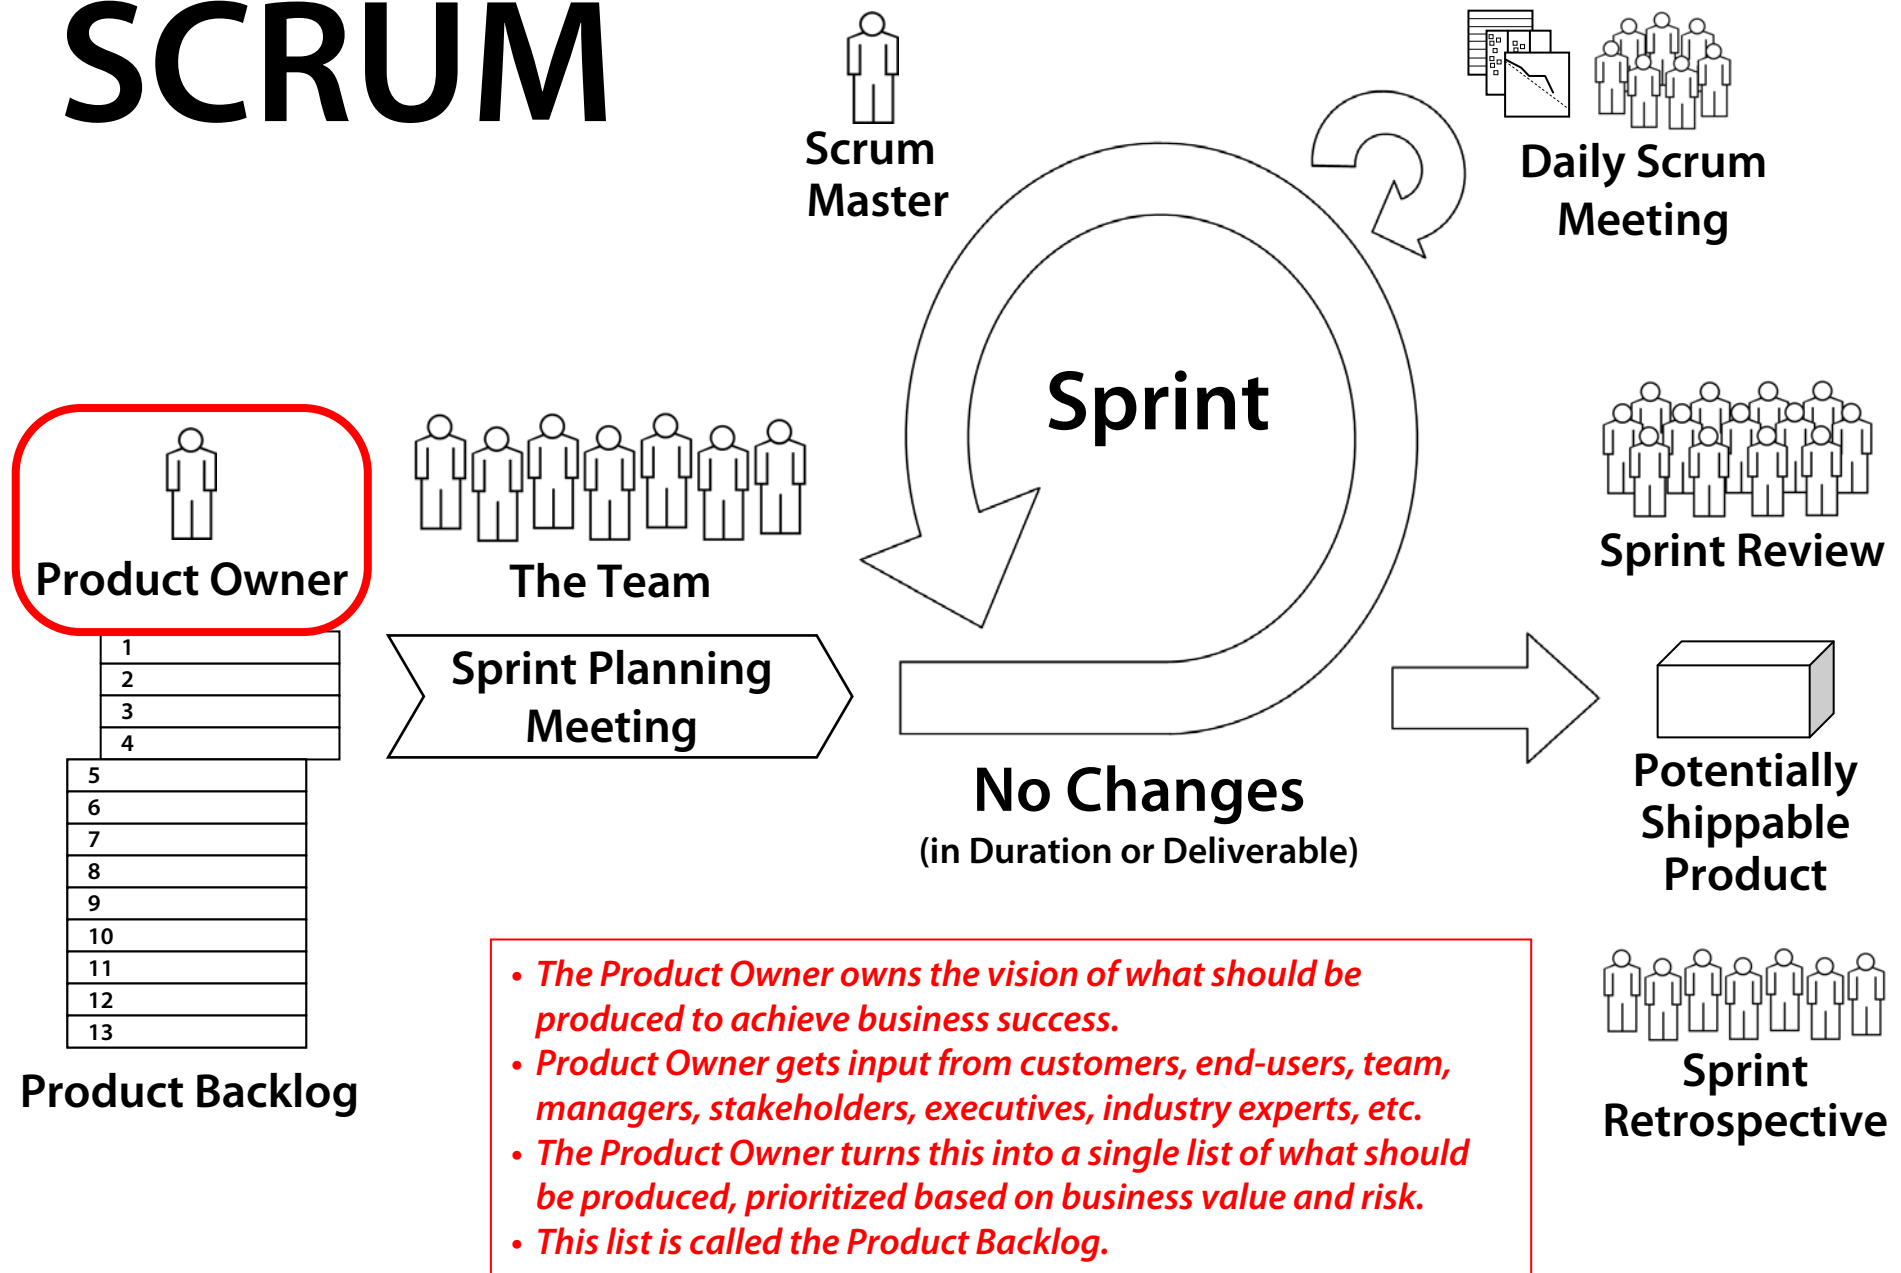 SCRUM
Scrum
Master
Daily Scrum
Meeting
Sprint
Product Owner
The Team
Sprint Review
1
2
3
4
5
6
7
8
9
10
11
12
13
Product Backlog
Sprint Planning
Meeting
No Changes
(in Duration or Deliverable)
Potentially
Shippable
Product
Sprint
Retrospective
• The Product Owner owns the vision of what should be
produced to achieve business success.
• Product Owner gets input from customers, end-users, team,
managers, stakeholders, executives, industry experts, etc.
• The Product Owner turns this into a single list of what should
be produced, prioritized based on business value and risk.
• This list is called the Product Backlog.